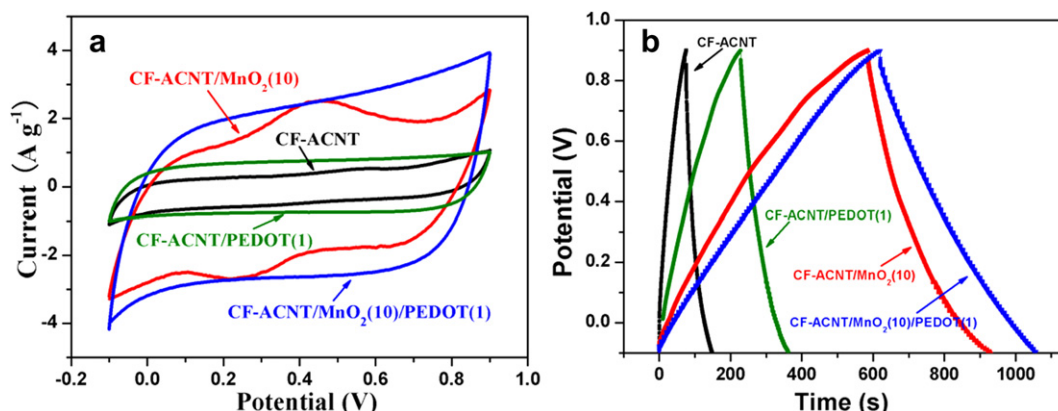 a
CF-ACNT/MnO₂(10)
CF-ACNT
CF-ACNT/PEDOT(1)
CF-ACNT/MnO₂(10)/PEDOT(1)
Current (A g⁻¹)
4
2
0
-2
-4
-0.2 0.0 0.2 0.4 0.6 0.8 1.0
Potential (V)
b
CF-ACNT
CF-ACNT/PEDOT(1)
CF-ACNT/MnO₂(10)
CF-ACNT/MnO₂(10)/PEDOT(1)
Potential (V)
1.0
0.8
0.6
0.4
0.2
0.0
0 200 400 600 800 1000
Time (s)